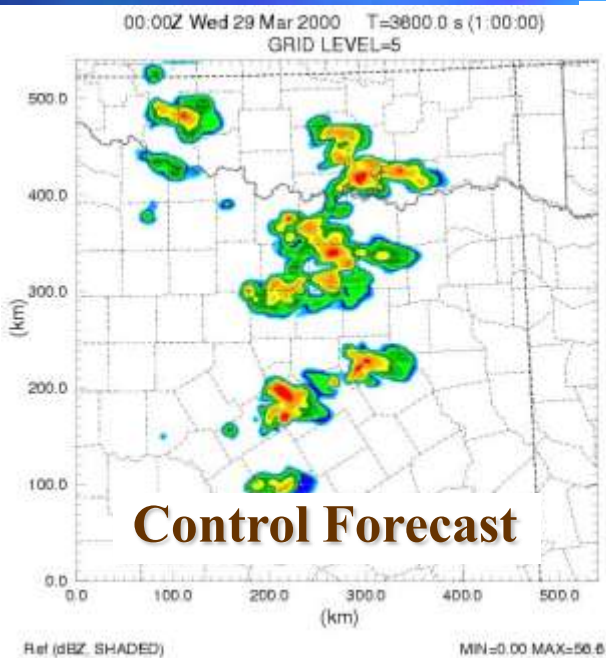 00:00Z Wed 29 Mar 2000 T=3600.0 s (1:00:00)
GRID LEVEL=5
500.0
400.0
300.0
(km)
200.0
100.0
Control Forecast
0.0
0.0 100.0 200.0 300.0 400.0 500.0
(km)
Ref (dBZ, SHADED) MIN=0.00 MAX=56.6